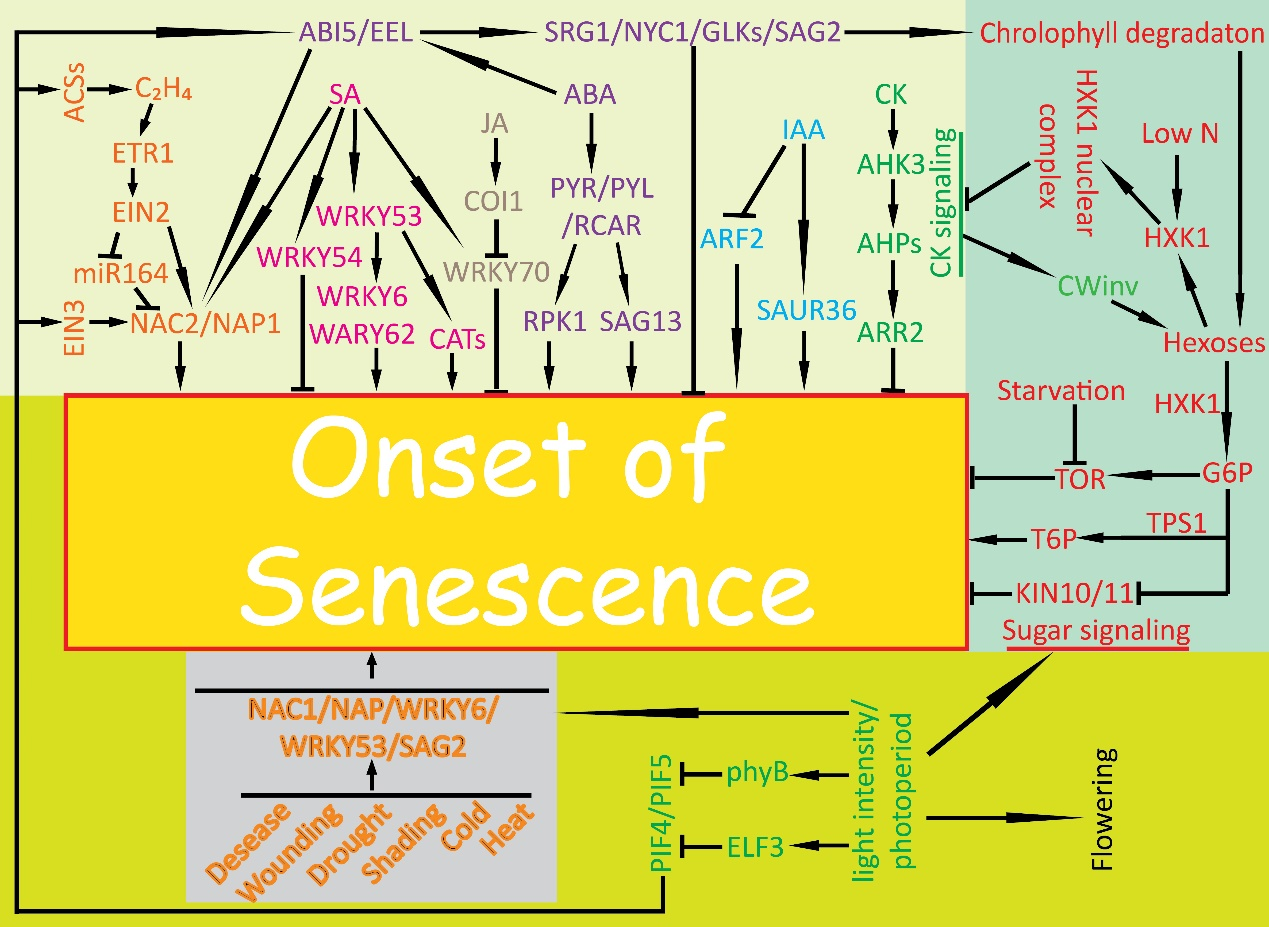 ABI5/EEL
SRG1/NYC1/GLKs/SAG2
Chrolophyll degradaton
ACSs
C₂H₄
ETR1
EIN2
miR164
EIN3
NAC2/NAP1
SA
WRKY53
WRKY54
WRKY6
WARY62
CATs
JA
COI1
WRKY70
ABA
PYR/PYL
/RCAR
RPK1
SAG13
IAA
ARF2
SAUR36
CK
AHK3
AHPs
ARR2
CK signaling
HXK1 nuclear
complex
Low N
HXK1
CWinv
Hexoses
Starvation
HXK1
TOR
G6P
TPS1
T6P
KIN10/11
Sugar signaling
Onset of
Senescence
NAC1/NAP/WRKY6/
WRKY53/SAG2
Desease
Wounding
Drought
Shading
Cold
Heat
PIF4/PIF5
phyB
ELF3
light intensity/
photoperiod
Flowering